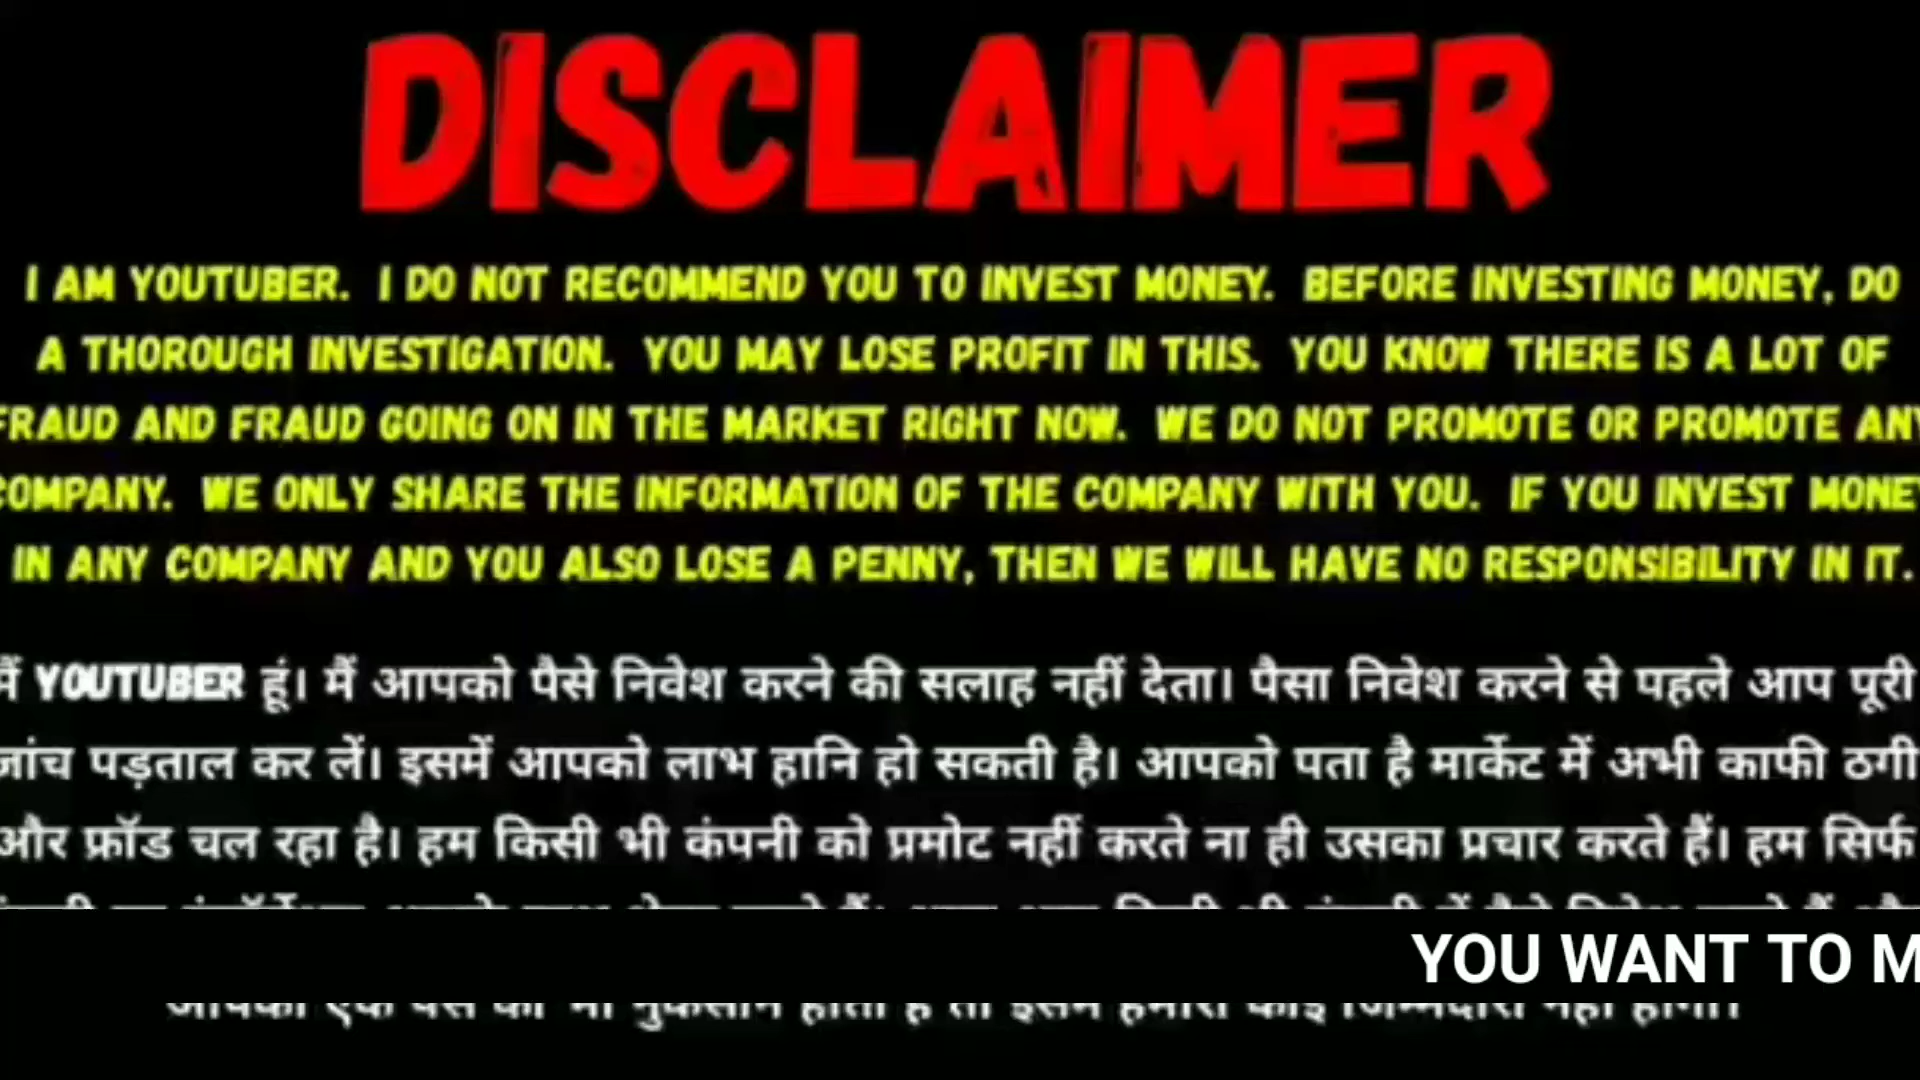 DISCLAIMER
I AM YOUTUBER. I DO NOT RECOMMEND YOU TO INVEST MONEY. BEFORE INVESTING MONEY, DO
A THOROUGH INVESTIGATION. YOU MAY LOSE PROFIT IN THIS. YOU KNOW THERE IS A LOT OF
FRAUD AND FRAUD GOING ON IN THE MARKET RIGHT NOW. WE DO NOT PROMOTE OR PROMOTE ANY
COMPANY. WE ONLY SHARE THE INFORMATION OF THE COMPANY WITH YOU. IF YOU INVEST MONEY
IN ANY COMPANY AND YOU ALSO LOSE A PENNY, THEN WE WILL HAVE NO RESPONSIBILITY IN IT.
मैं YOUTUBER हूं। मैं आपको पैसे निवेश करने की सलाह नहीं देता। पैसा निवेश करने से पहले आप पूरी
जांच पड़ताल कर लें। इसमें आपको लाभ हानि हो सकती है। आपको पता है मार्केट में अभी काफी ठगी
और फ्रॉड चल रहा है। हम किसी भी कंपनी को प्रमोट नहीं करते ना ही उसका प्रचार करते हैं। हम सिर्फ
YOU WANT TO M